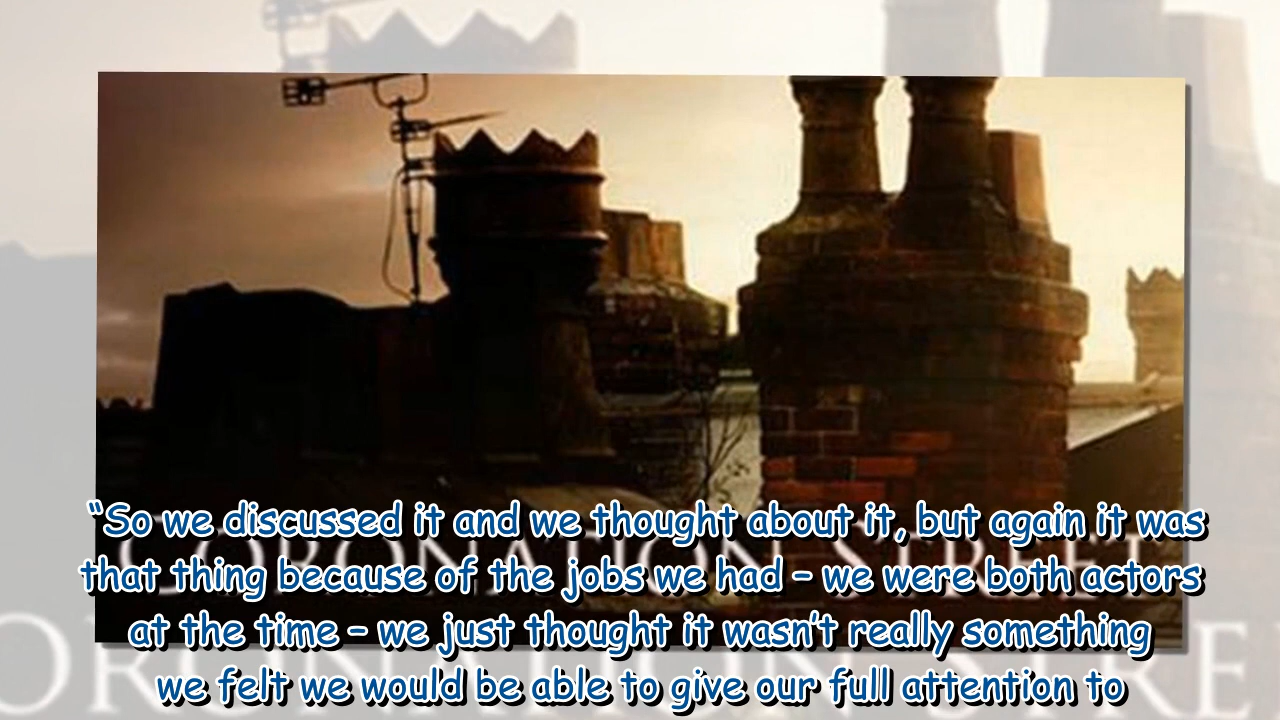 “So we discussed it and we thought about it, but again it was
CORONATION STREET
that thing because of the jobs we had – we were both actors
at the time – we just thought it wasn’t really something
we felt we would be able to give our full attention to